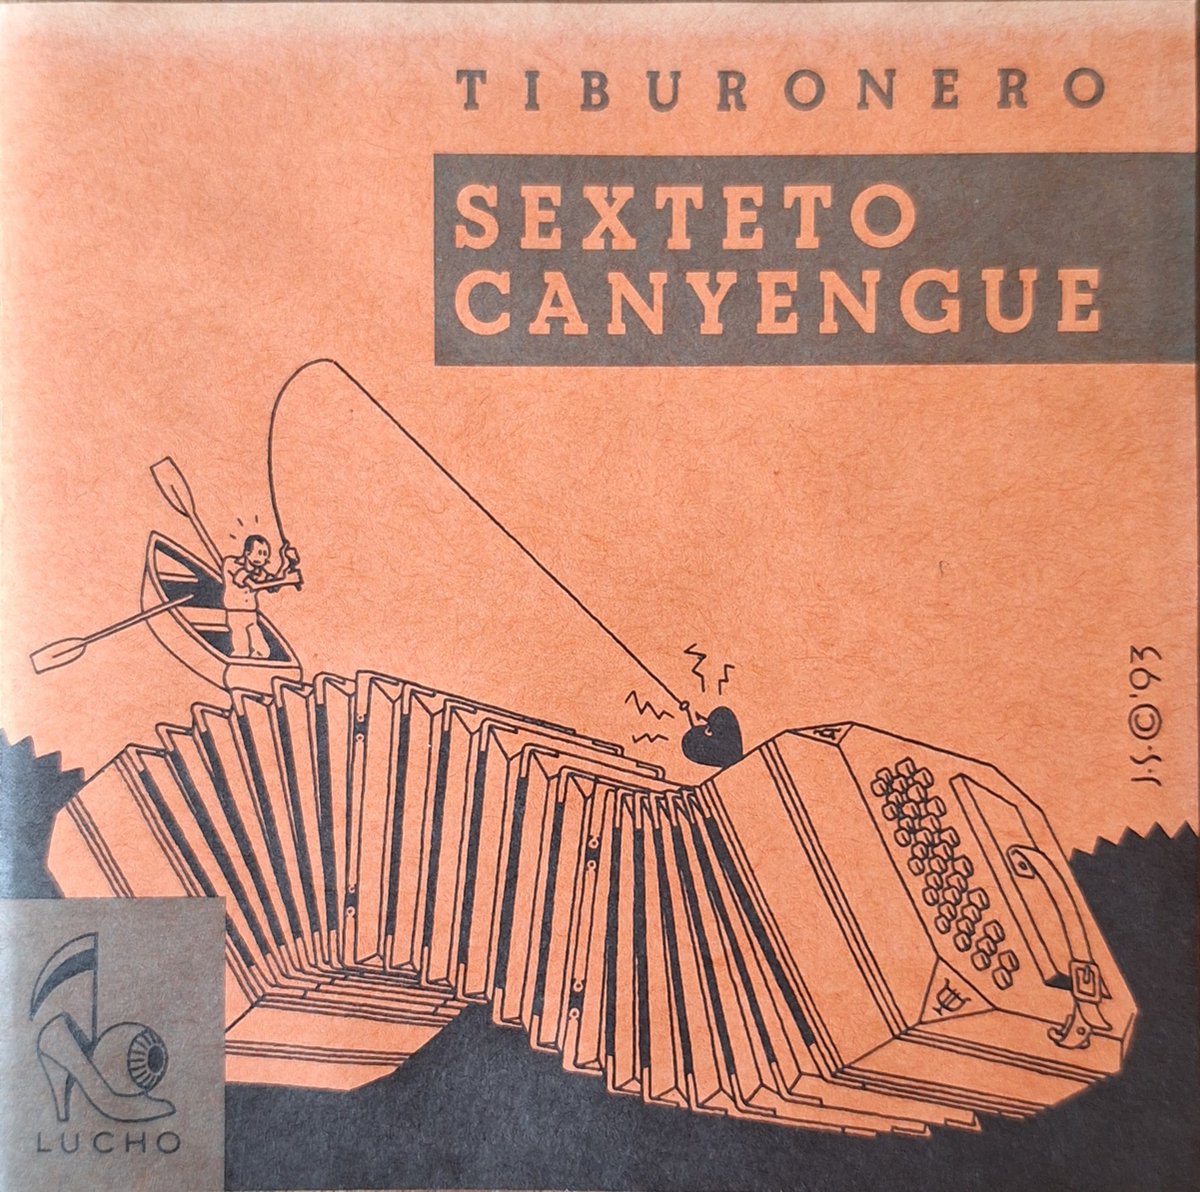 TIBURONERO
SEXTETO
CANYENGUE
J.S.©'93
LUCHO